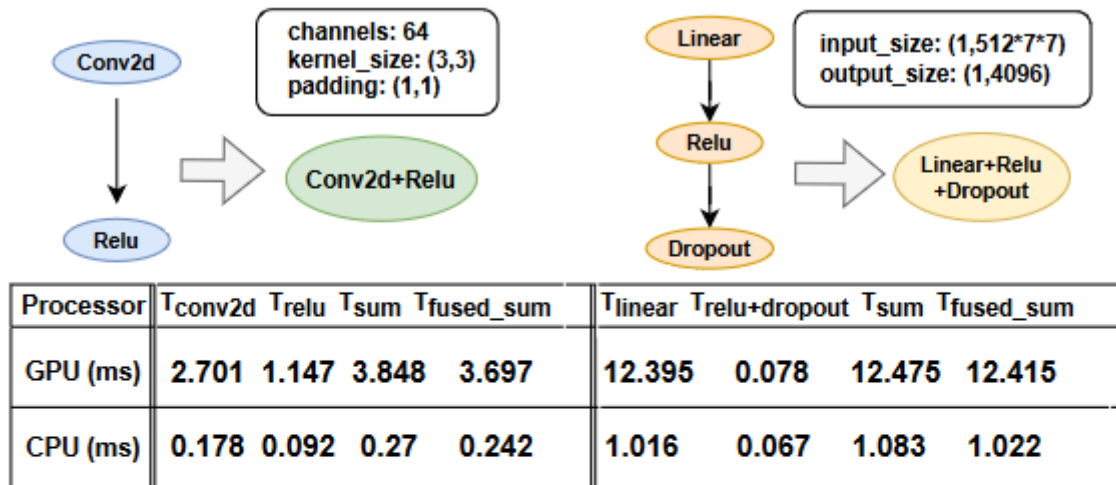 Conv2d
Relu
channels: 64
kernel_size: (3,3)
padding: (1,1)
Conv2d+Relu
Linear
Relu
Dropout
input_size: (1,512*7*7)
output_size: (1,4096)
Linear+Relu
+Dropout
Processor Tconv2d Trelu Tsum Tfused_sum Tlinear Trelu+dropout Tsum Tfused_sum
GPU (ms) 2.701 1.147 3.848 3.697 12.395 0.078 12.475 12.415
CPU (ms) 0.178 0.092 0.27 0.242 1.016 0.067 1.083 1.022